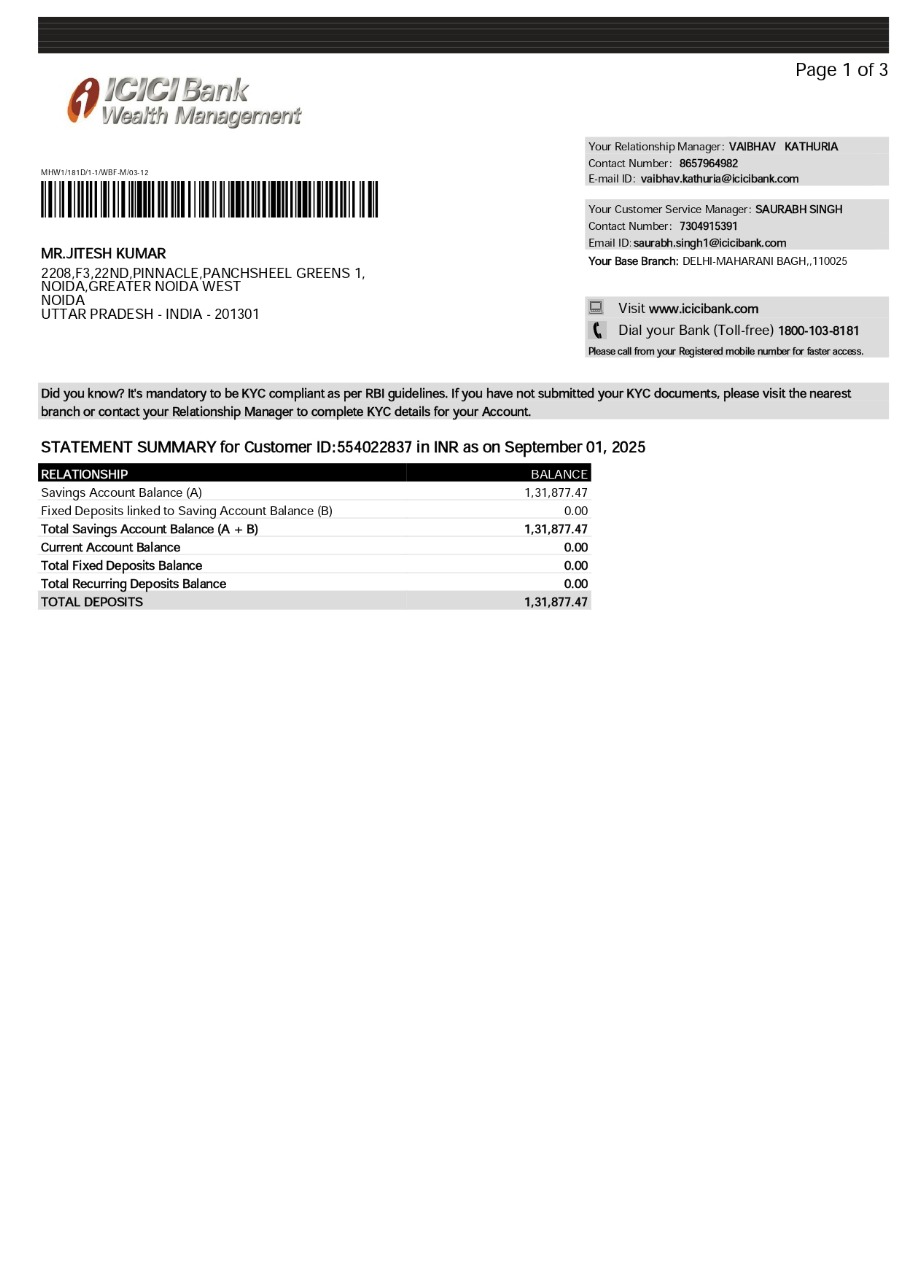 Page 1 of 3
ICICI Bank
Wealth Management
Your Relationship Manager: VAIBHAV KATHURIA
Contact Number: 8657964982
E-mail ID: vaibhav.kathuria@icicibank.com
MHW1/181D/1-1/WBF-M/03-12
Your Customer Service Manager: SAURABH SINGH
Contact Number: 7304915391
Email ID: saurabh.singh1@icicibank.com
Your Base Branch: DELHI-MAHARANI BAGH,,110025
MR.JITESH KUMAR
2208,F3,22ND,PINNACLE,PANCHSHEEL GREENS 1,
NOIDA,GREATER NOIDA WEST
NOIDA
UTTAR PRADESH - INDIA - 201301
Visit www.icicibank.com
Dial your Bank (Toll-free) 1800-103-8181
Please call from your Registered mobile number for faster access.
Did you know? It's mandatory to be KYC compliant as per RBI guidelines. If you have not submitted your KYC documents, please visit the nearest
branch or contact your Relationship Manager to complete KYC details for your Account.
STATEMENT SUMMARY for Customer ID:554022837 in INR as on September 01, 2025
RELATIONSHIP BALANCE
Savings Account Balance (A) 1,31,877.47
Fixed Deposits linked to Saving Account Balance (B) 0.00
Total Savings Account Balance (A + B) 1,31,877.47
Current Account Balance 0.00
Total Fixed Deposits Balance 0.00
Total Recurring Deposits Balance 0.00
TOTAL DEPOSITS 1,31,877.47